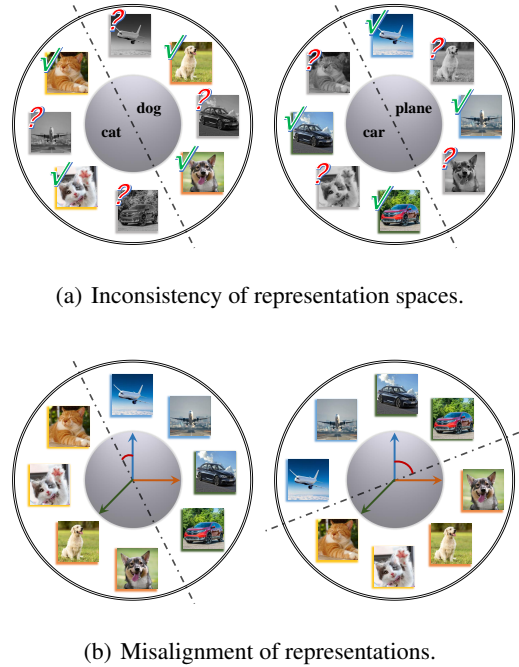 dog
cat
plane
car
? ? ? ?
? ? ? ?
(a) Inconsistency of representation spaces.
(b) Misalignment of representations.